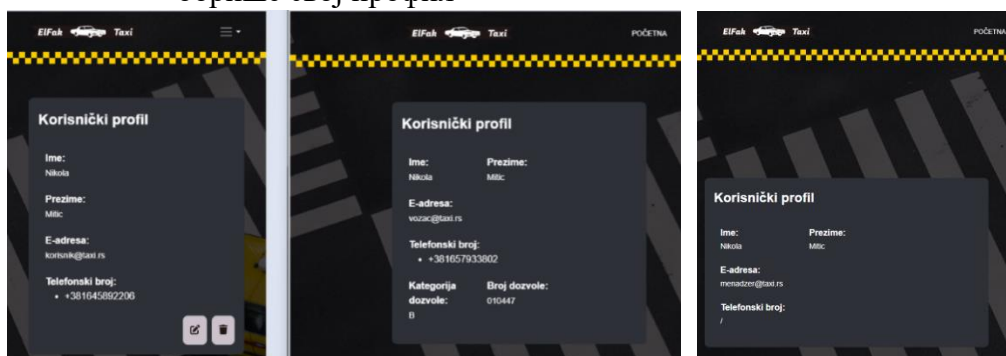 ElFak Taxi
Korisnički profil
Ime:
Nikola
Prezime:
Mitic
E-adresa:
korisnik@taxi.rs
Telefonski broj:
+381645892206
ElFak Taxi POČETNA
Korisnički profil
Ime: Prezime:
Nikola Mitic
E-adresa:
vozac@taxi.rs
Telefonski broj:
+381657933802
Kategorija dozvole: Broj dozvole:
B 010447
ElFak Taxi POČETNA
Korisnički profil
Ime: Prezime:
Nikola Mitic
E-adresa:
menadzer@taxi.rs
Telefonski broj:
/